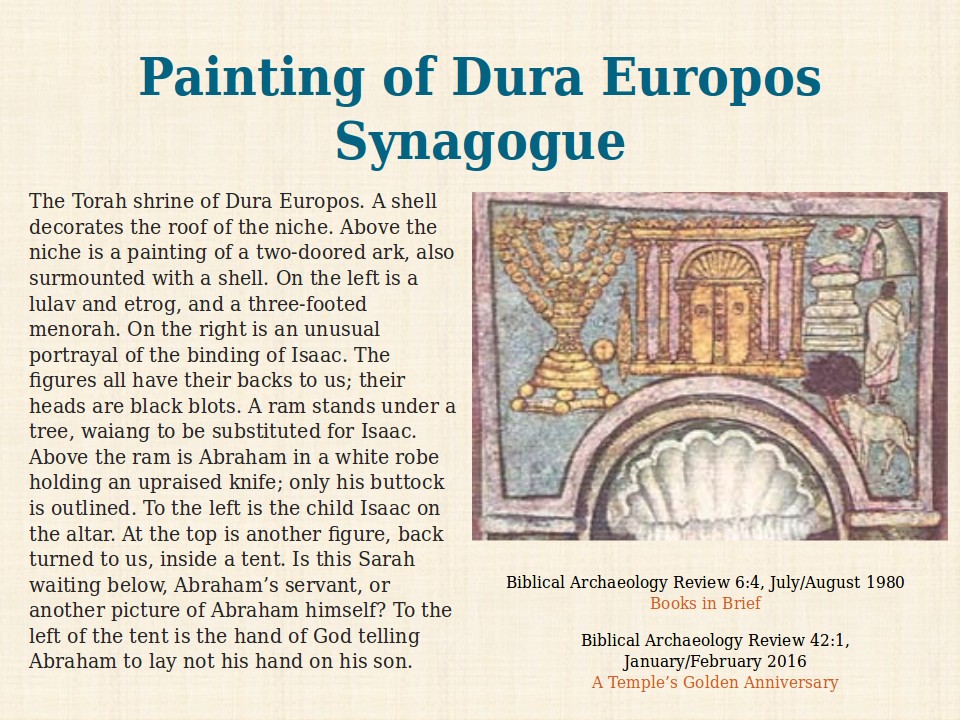 Painting of Dura Europos
Synagogue
The Torah shrine of Dura Europos. A shell
decorates the roof of the niche. Above the
niche is a painting of a two-doored ark, also
surmounted with a shell. On the left is a
lulav and etrog, and a three-footed
menorah. On the right is an unusual
portrayal of the binding of Isaac. The
figures all have their backs to us; their
heads are black blots. A ram stands under a
tree, waiang to be substituted for Isaac.
Above the ram is Abraham in a white robe
holding an upraised knife; only his buttock
is outlined. To the left is the child Isaac on
the altar. At the top is another figure, back
turned to us, inside a tent. Is this Sarah
waiting below, Abraham’s servant, or
another picture of Abraham himself? To the
left of the tent is the hand of God telling
Abraham to lay not his hand on his son.
Biblical Archaeology Review 6:4, July/August 1980
Books in Brief
Biblical Archaeology Review 42:1,
January/February 2016
A Temple’s Golden Anniversary